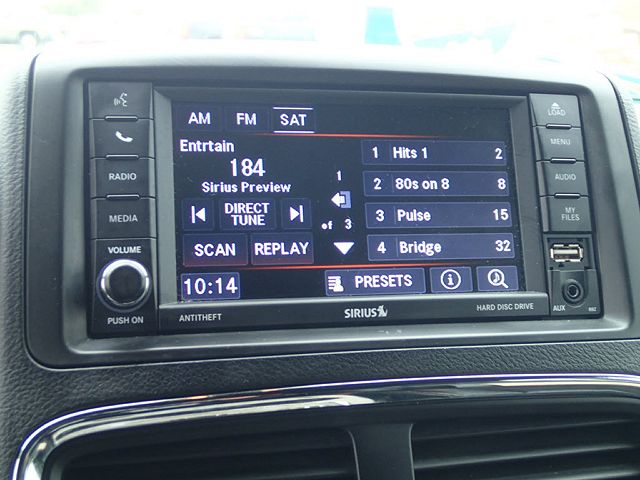 LOAD
AM FM SAT
MENU
Entrtain
184
Sirius Preview
1 Hits 1 2
RADIO
1
2 80s on 8 8
AUDIO
DIRECT TUNE
of 3
3 Pulse 15
MY FILES
MEDIA
SCAN REPLAY
4 Bridge 32
VOLUME
10:14
PRESETS
PUSH ON
ANTITHEFT
SIRIUS
HARD DISC DRIVE
AUX